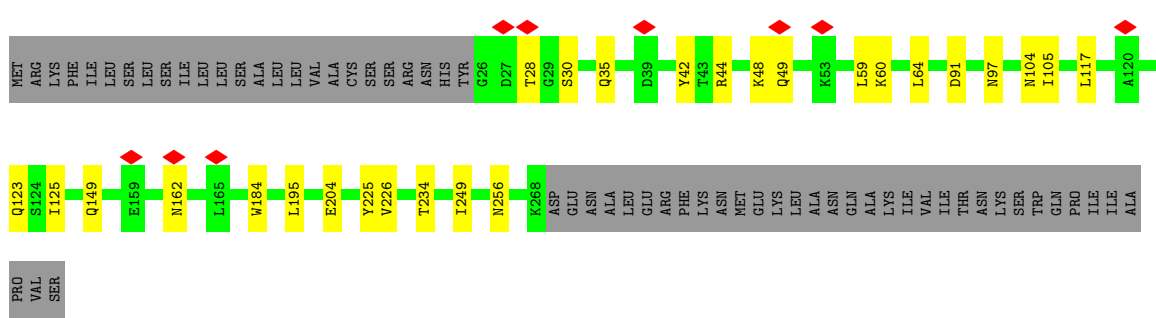 MET ARG LYS PHE ILE LEU SER LEU SER ILE LEU LEU SER ALA LEU LEU VAL ALA CYS SER SER ARG ASN HIS TYR G26 D27 T28 G29 S30 Q35 D39 Y42 T43 R44 K48 Q49 K53 L59 K60 L64 D91 N97 N104 I105 L117 A120
Q123 S124 I125 Q149 E159 N162 L165 W184 L195 E204 Y225 V226 T234 I249 N256 K268 ASP GLU ASN ALA LEU GLU ARG PHE LYS ASN MET GLU LYS LEU ALA ASN GLN ALA LYS ILE VAL ILE THR ASN LYS SER TRP GLN PRO ILE ILE ALA
PRO VAL SER